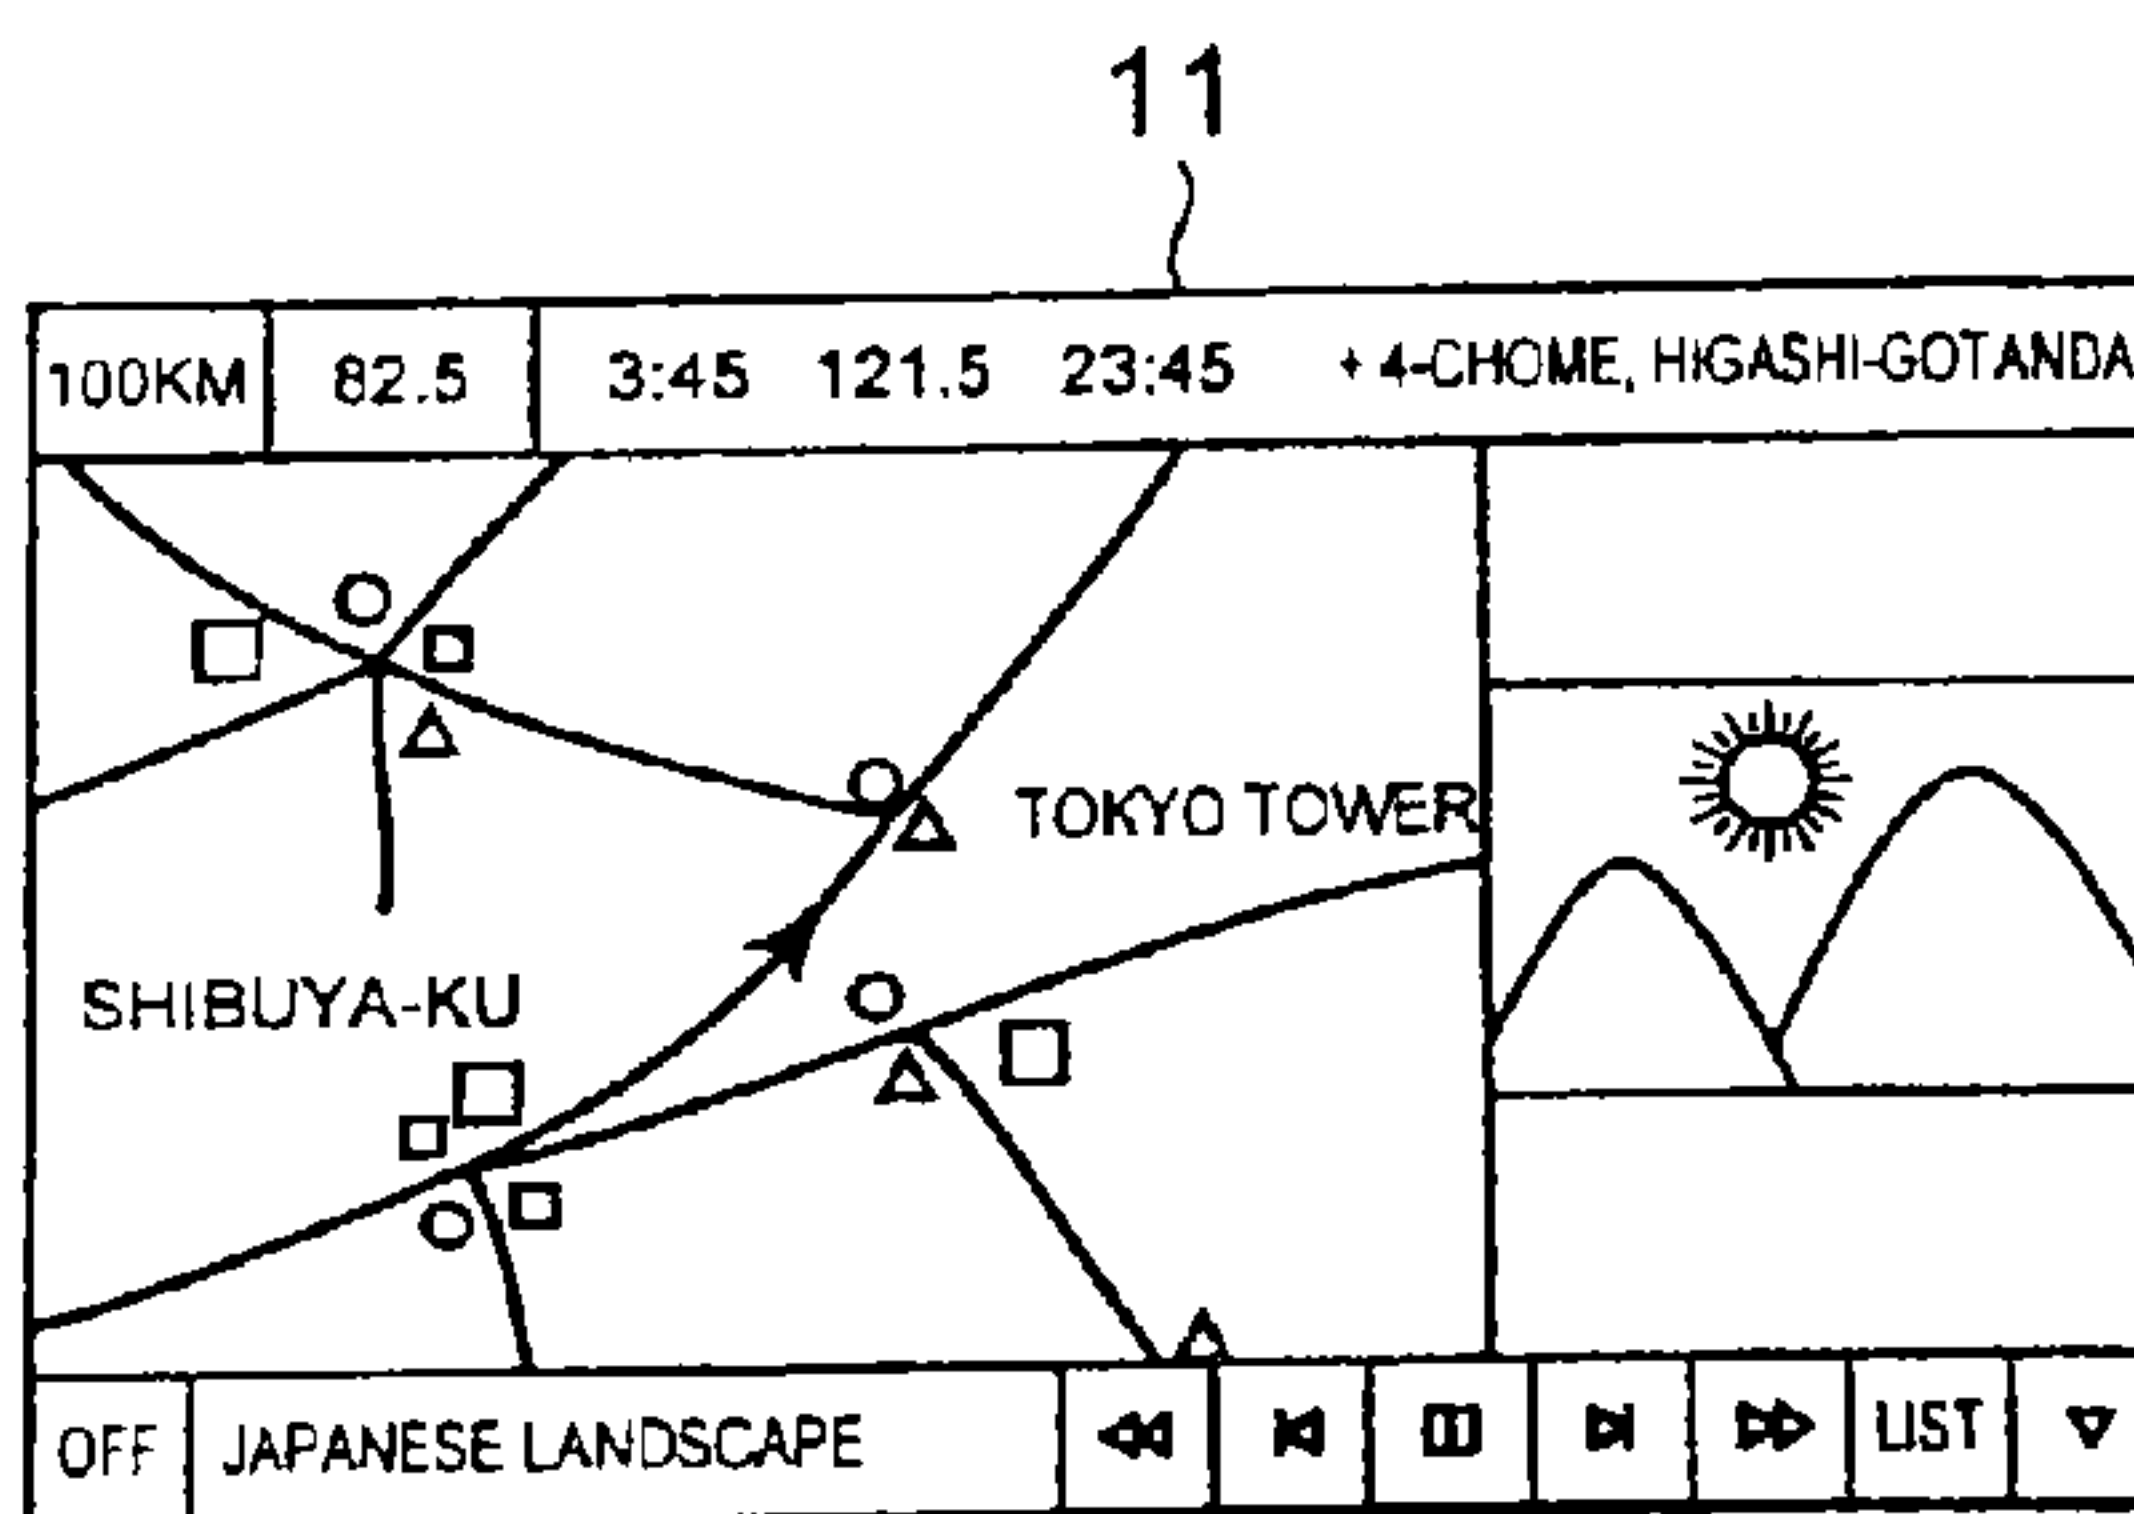 11
100KM 82.5 3:45 121.5 23:45 + 4-CHOME, HIGASHI-GOTANDA
TOKYO TOWER
SHIBUYA-KU
OFF JAPANESE LANDSCAPE LIST